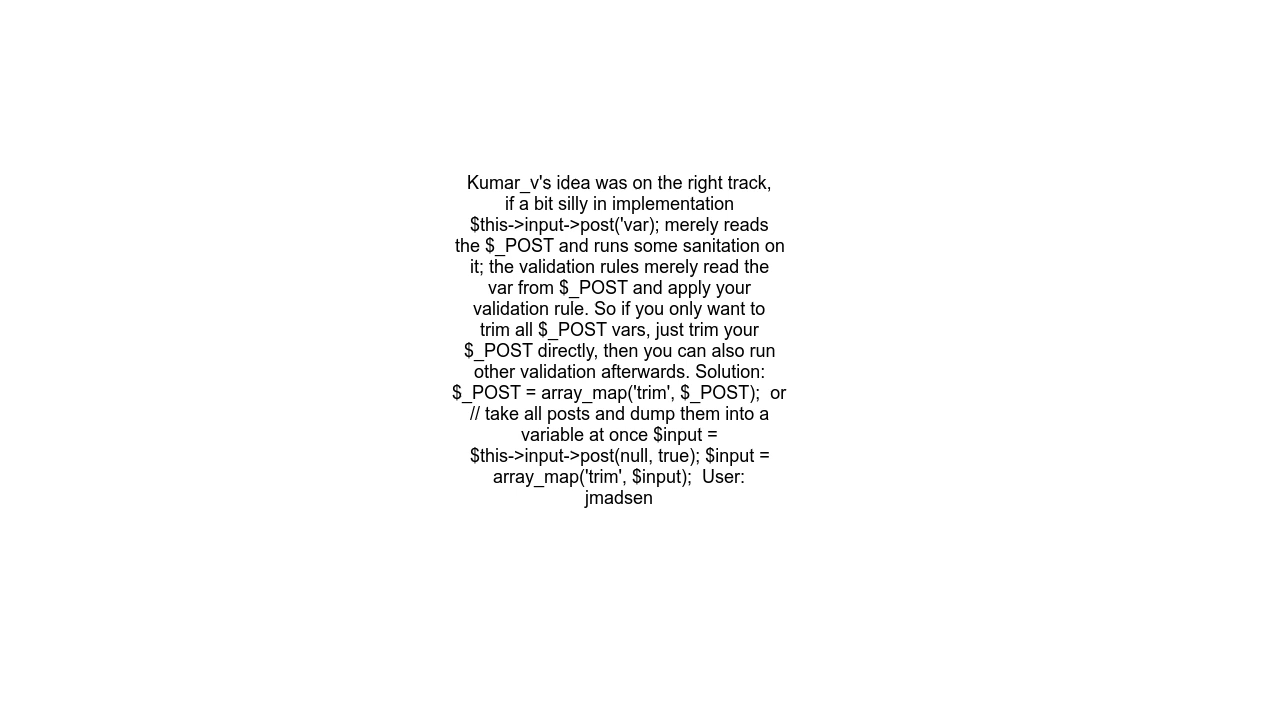 Kumar_v's idea was on the right track,
if a bit silly in implementation
$this->input->post('var); merely reads
the $_POST and runs some sanitation on
it; the validation rules merely read the
var from $_POST and apply your
validation rule. So if you only want to
trim all $_POST vars, just trim your
$_POST directly, then you can also run
other validation afterwards. Solution:
$_POST = array_map('trim', $_POST);  or
// take all posts and dump them into a
variable at once $input =
$this->input->post(null, true); $input =
array_map('trim', $input);  User:
jmadsen